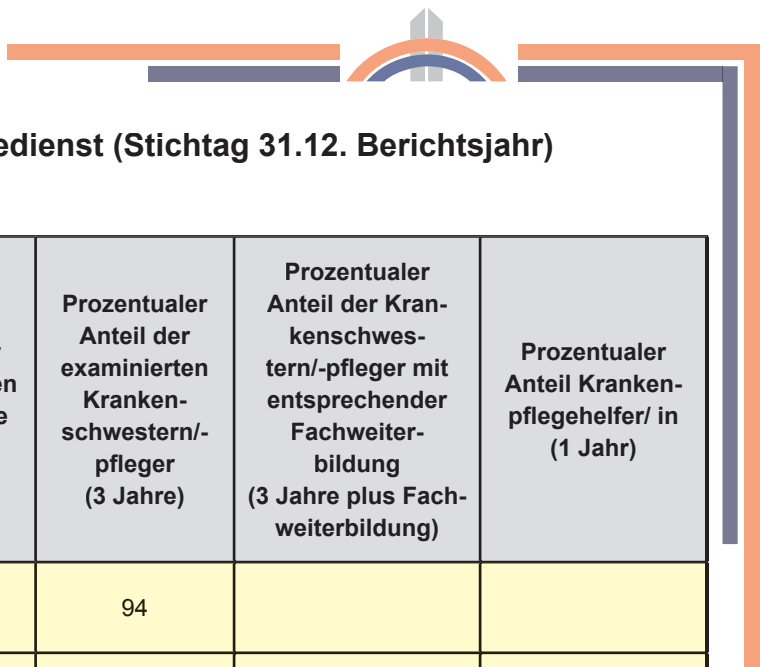 edienst (Stichtag 31.12. Berichtsjahr)
en
e
Prozentualer
Anteil der
examinierten
Kranken-
schwestern/-
pfleger
(3 Jahre)
Prozentualer
Anteil der Kran-
kenschwes-
tern/-pfleger mit
entsprechender
Fachweiter-
bildung
(3 Jahre plus Fach-
weiterbildung)
Prozentualer
Anteil Kranken-
pflegehelfer/ in
(1 Jahr)
94